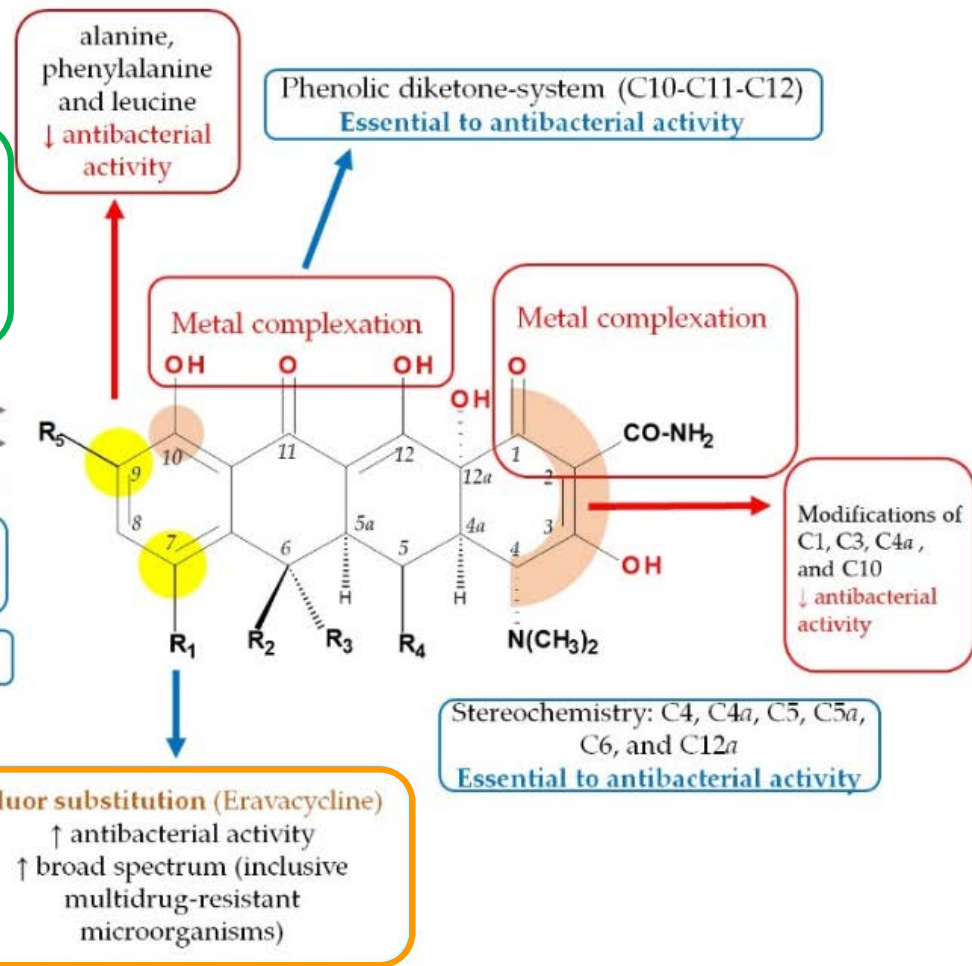 alanine,
phenylalanine
and leucine
↓ antibacterial
activity
Phenolic diketone-system (C10-C11-C12)
Essential to antibacterial activity
Metal complexation
Metal complexation
OH
O
OH
OH
O
R5
CO-NH2
10
11
12
12a
1
2
9
8
7
6
5a
5
4a
4
3
OH
H
H
R1
R2
R3
R4
N(CH3)2
Modifications of
C1, C3, C4a ,
and C10
↓ antibacterial
activity
Stereochemistry: C4, C4a, C5, C5a,
C6, and C12a
Essential to antibacterial activity
luor substitution (Eravacycline)
↑ antibacterial activity
↑ broad spectrum (inclusive
multidrug-resistant
microorganisms)